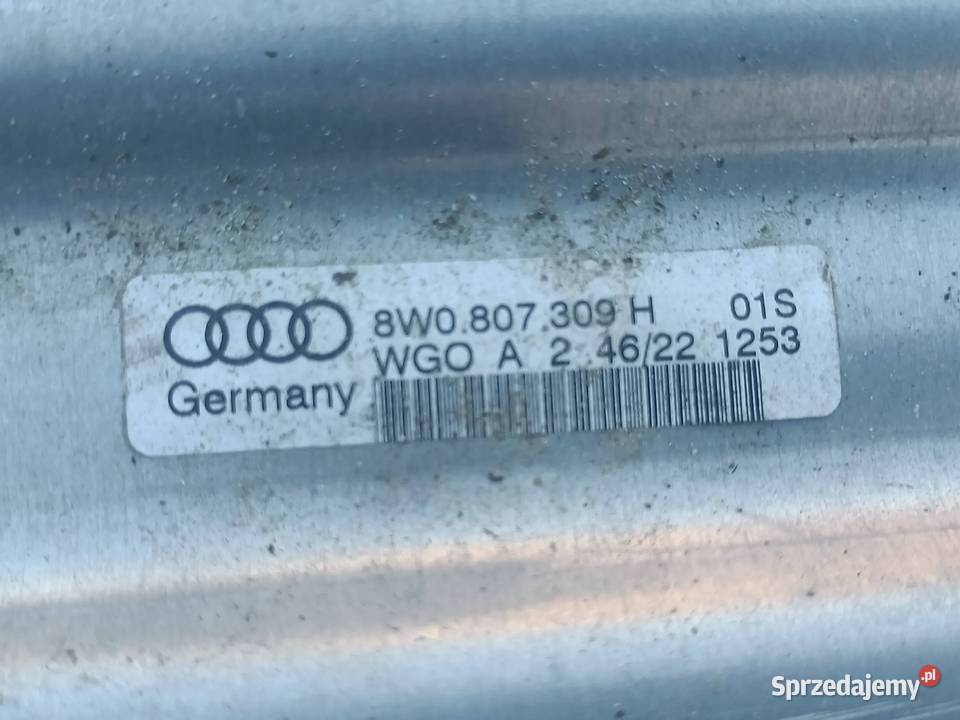 8W0.807.309 H 01S
WGO A 2 46/22 1253
Germany
Sprzedajemy.pl